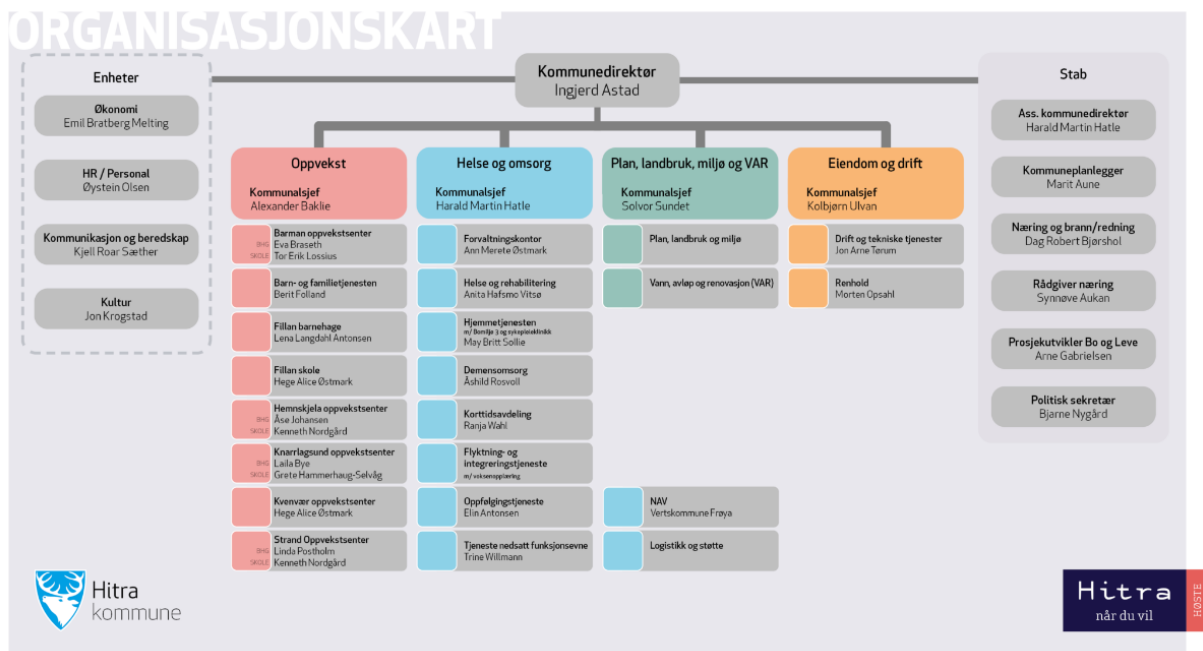 ORGANISASJONSKART
Kommunedirektør
Ingjerd Astad
Enheter
Økonomi
Emil Bratberg Melting
HR / Personal
Øystein Olsen
Kommunikasjon og beredskap
Kjell Roar Sæther
Kultur
Jon Krogstad
Oppvekst
Kommunalsjef
Alexander Baklie
Barman oppvekstsenter
BHG Eva Braseth
SKOLE Tor Erik Lossius
Barn- og familietjenesten
Berit Folland
Fillan barnehage
Lena Langdahl Antonsen
Fillan skole
Hege Alice Østmark
Hemnskjela oppvekstsenter
BHG Åse Johansen
SKOLE Kenneth Nordgård
Knarrlagsund oppvekstsenter
BHG Laila Bye
SKOLE Grete Hammerhaug-Selvåg
Kvenvær oppvekstsenter
Hege Alice Østmark
Strand Oppvekstsenter
BHG Linda Postholm
SKOLE Kenneth Nordgård
Helse og omsorg
Kommunalsjef
Harald Martin Hatle
Forvaltningskontor
Ann Merete Østmark
Helse og rehabilitering
Anita Hafsmo Vitsø
Hjemmetjenesten
m/ Bomiljø 3 og sykepleieklinikk
May Britt Sollie
Demensomsorg
Åshild Rosvoll
Korttidsavdeling
Ranja Wahl
Flyktning- og
integreringstjeneste
m/ voksenopplæring
Oppfølgingstjeneste
Elin Antonsen
Tjeneste nedsatt funksjonsevne
Trine Willmann
Plan, landbruk, miljø og VAR
Kommunalsjef
Solvor Sundet
Plan, landbruk og miljø
Vann, avløp og renovasjon (VAR)
NAV
Vertskommune Frøya
Logistikk og støtte
Eiendom og drift
Kommunalsjef
Kolbjørn Ulvan
Drift og tekniske tjenester
Jon Arne Tørum
Renhold
Morten Opsahl
Stab
Ass. kommunedirektør
Harald Martin Hatle
Kommuneplanlegger
Marit Aune
Næring og brann/redning
Dag Robert Bjørshol
Rådgiver næring
Synnøve Aukan
Prosjekutvikler Bo og Leve
Arne Gabrielsen
Politisk sekretær
Bjarne Nygård
Hitra
kommune
Hitra
når du vil
HØSTE